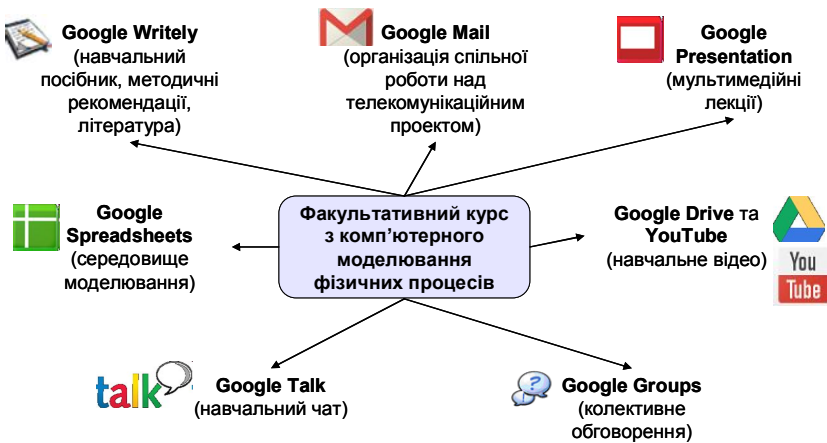 Google Writely
(навчальний
посібник, методичні
рекомендації,
література)
Google Mail
(організація спільної
роботи над
телекомунікаційним
проектом)
Google
Presentation
(мультимедійні
лекції)
Google
Spreadsheets
(середовище
моделювання)
Факультативний курс
з комп’ютерного
моделювання
фізичних процесів
Google Drive та
YouTube
(навчальне відео)
You
Tube
talk
Google Talk
(навчальний чат)
Google Groups
(колективне
обговорення)